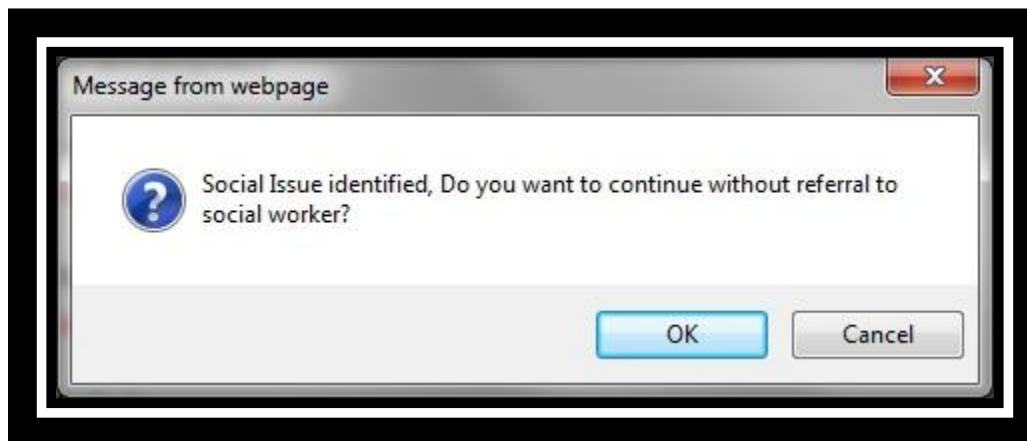 Message from webpage
Social Issue identified, Do you want to continue without referral to
social worker?
OK
Cancel